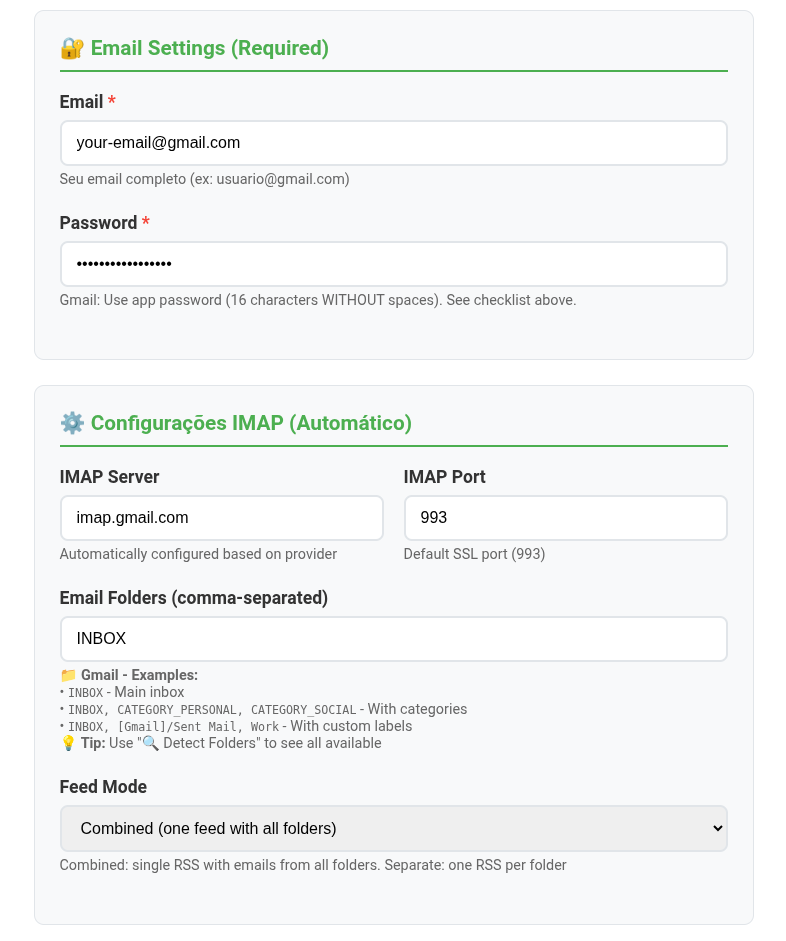 🔐 Email Settings (Required)
Email *
your-email@gmail.com
Seu email completo (ex: usuario@gmail.com)
Password *
•••••••••••••••••
Gmail: Use app password (16 characters WITHOUT spaces). See checklist above.
⚙️ Configurações IMAP (Automático)
IMAP Server
imap.gmail.com
Automatically configured based on provider
IMAP Port
993
Default SSL port (993)
Email Folders (comma-separated)
INBOX
📁 Gmail - Examples:
• INBOX - Main inbox
• INBOX, CATEGORY_PERSONAL, CATEGORY_SOCIAL - With categories
• INBOX, [Gmail]/Sent Mail, Work - With custom labels
💡 Tip: Use "🔍 Detect Folders" to see all available
Feed Mode
Combined (one feed with all folders)
Combined: single RSS with emails from all folders. Separate: one RSS per folder